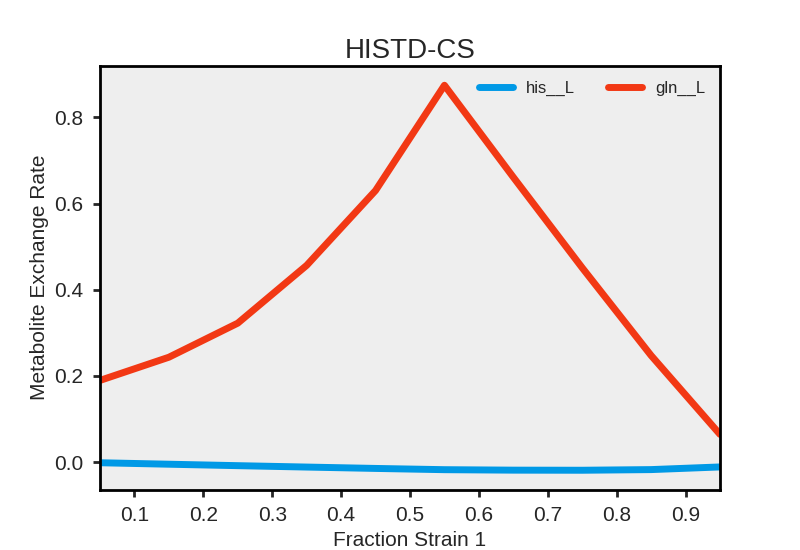 HISTD-CS
his__L gln__L
Metabolite Exchange Rate
0.8
0.6
0.4
0.2
0.0
0.1 0.2 0.3 0.4 0.5 0.6 0.7 0.8 0.9
Fraction Strain 1